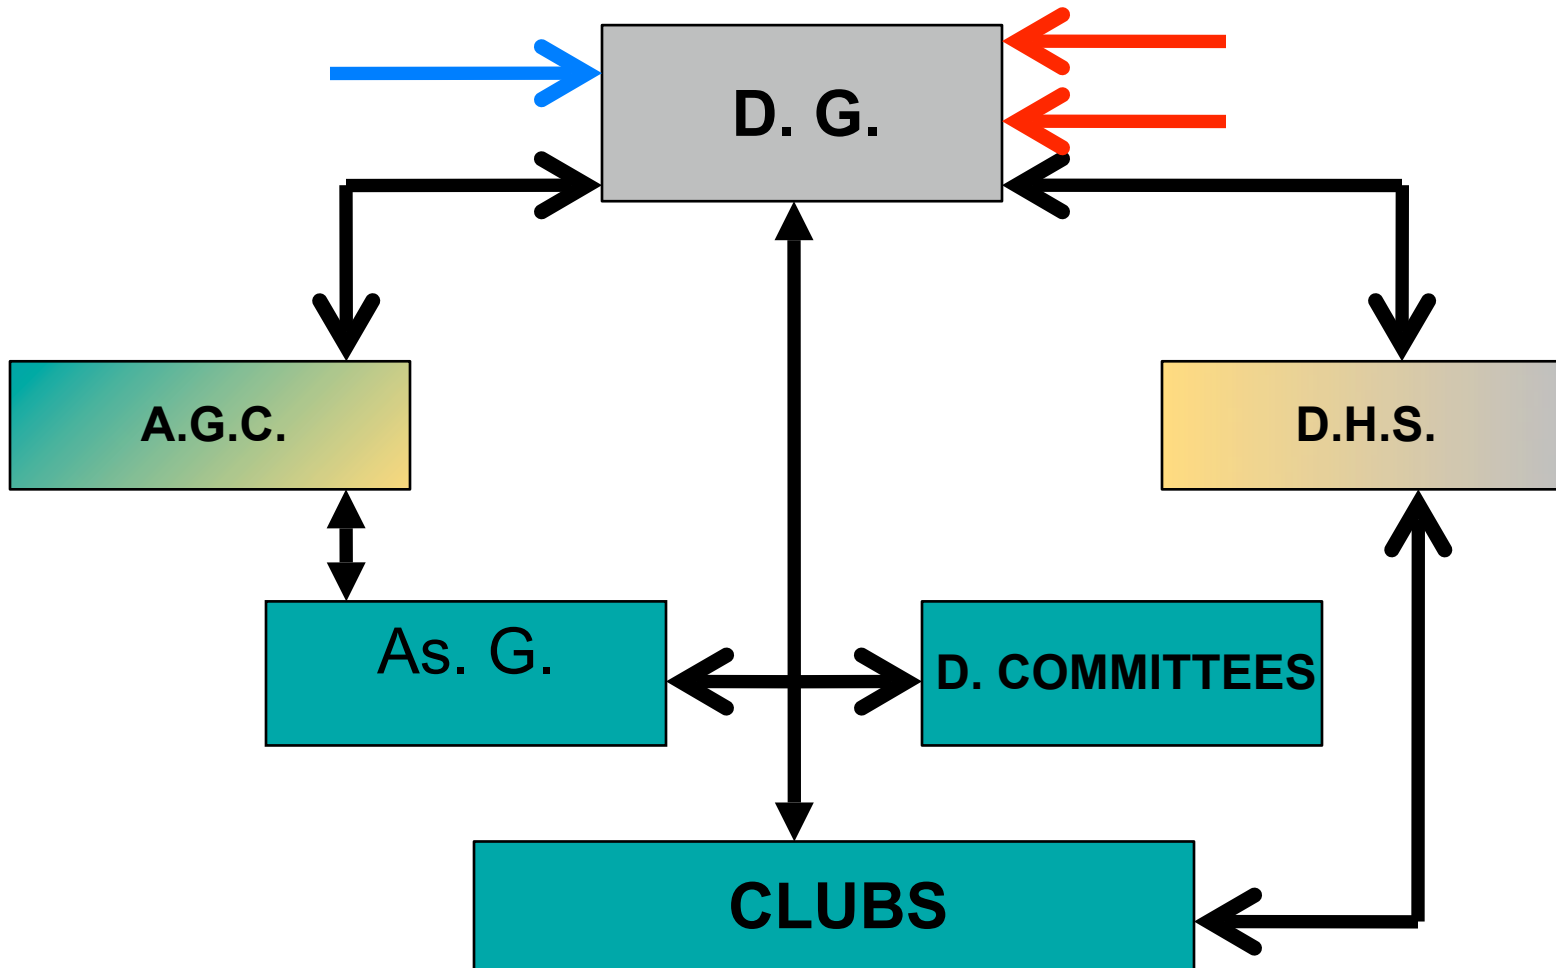 D. G.
A.G.C.
D.H.S.
As. G.
D. COMMITTEES
CLUBS